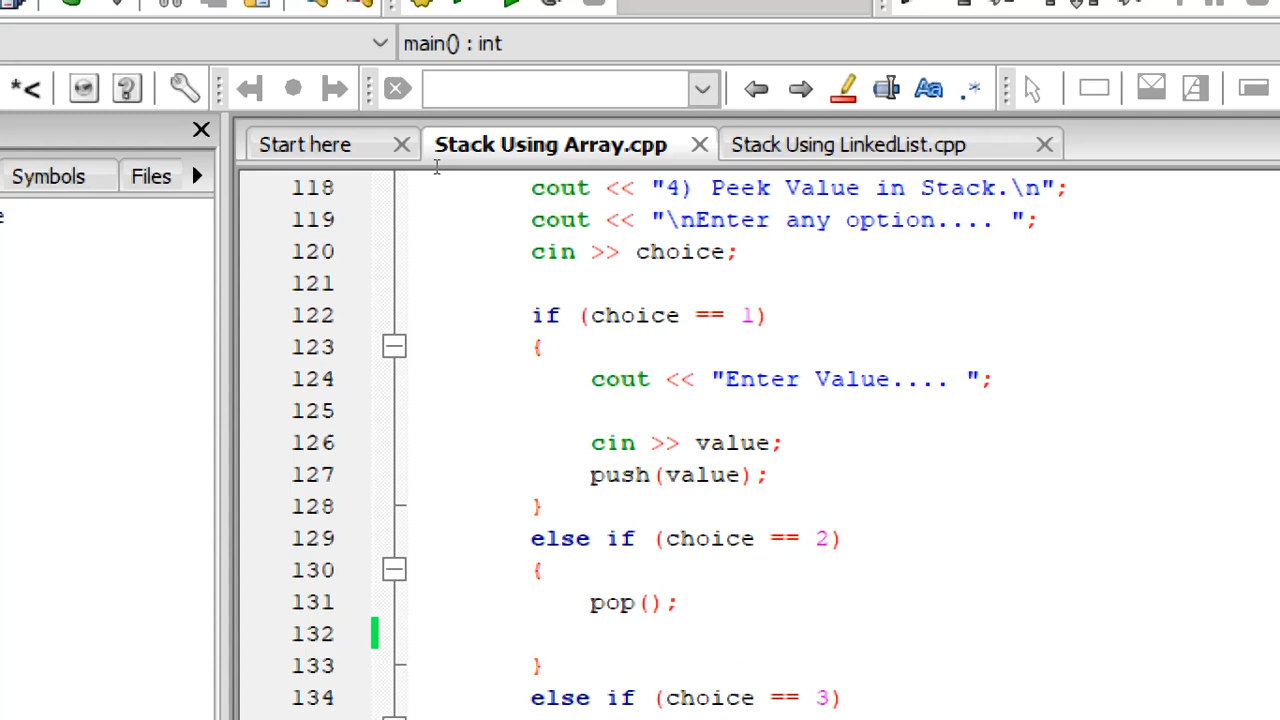 main() : int
*<
.*
Start here
Stack Using Array.cpp
Stack Using LinkedList.cpp
Symbols
Files
e
118 cout << "4) Peek Value in Stack.\n";
119 cout << "\nEnter any option.... ";
120 cin >> choice;
121
122 if (choice == 1)
123 {
124 cout << "Enter Value.... ";
125
126 cin >> value;
127 push(value);
128 }
129 else if (choice == 2)
130 {
131 pop();
132
133 }
134 else if (choice == 3)